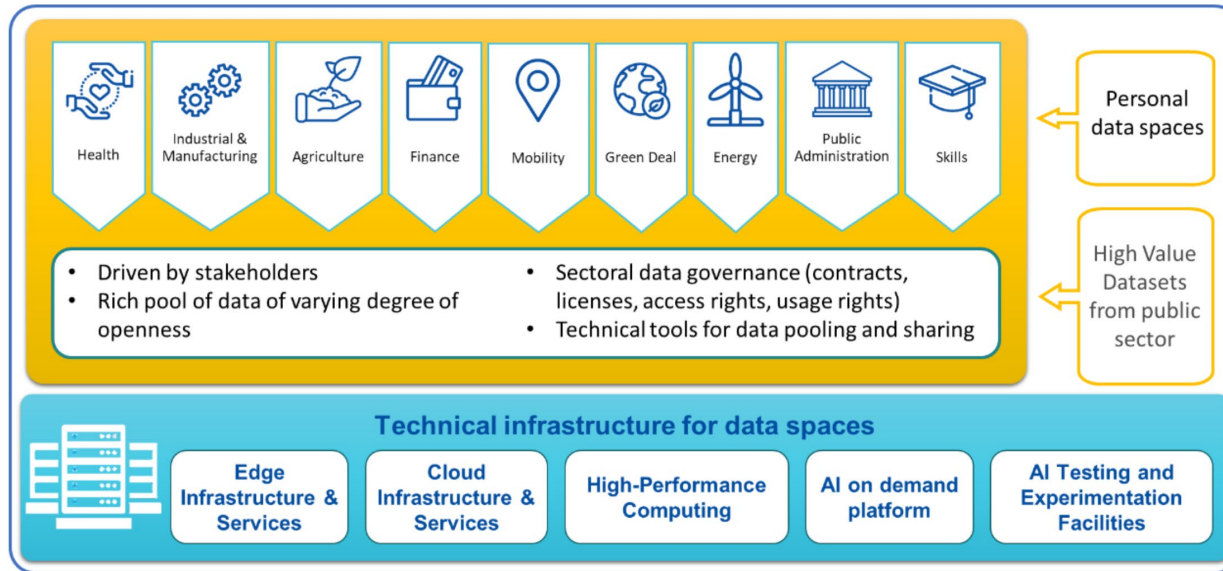 Health
Industrial &
Manufacturing
Agriculture
Finance
Mobility
Green Deal
Energy
Public
Administration
Skills
Personal
data spaces
• Driven by stakeholders
• Rich pool of data of varying degree of
openness
• Sectoral data governance (contracts,
licenses, access rights, usage rights)
• Technical tools for data pooling and sharing
High Value
Datasets
from public
sector
Technical infrastructure for data spaces
Edge
Infrastructure &
Services
Cloud
Infrastructure &
Services
High-Performance
Computing
AI on demand
platform
AI Testing and
Experimentation
Facilities